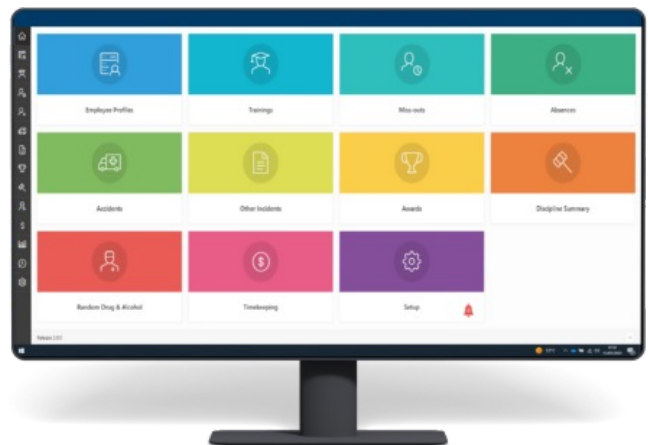 Employee Profiles
Trainings
Miss-outs
Absences
Accidents
Other Incidents
Awards
Discipline Summary
Random Drug & Alcohol
Timekeeping
Setup